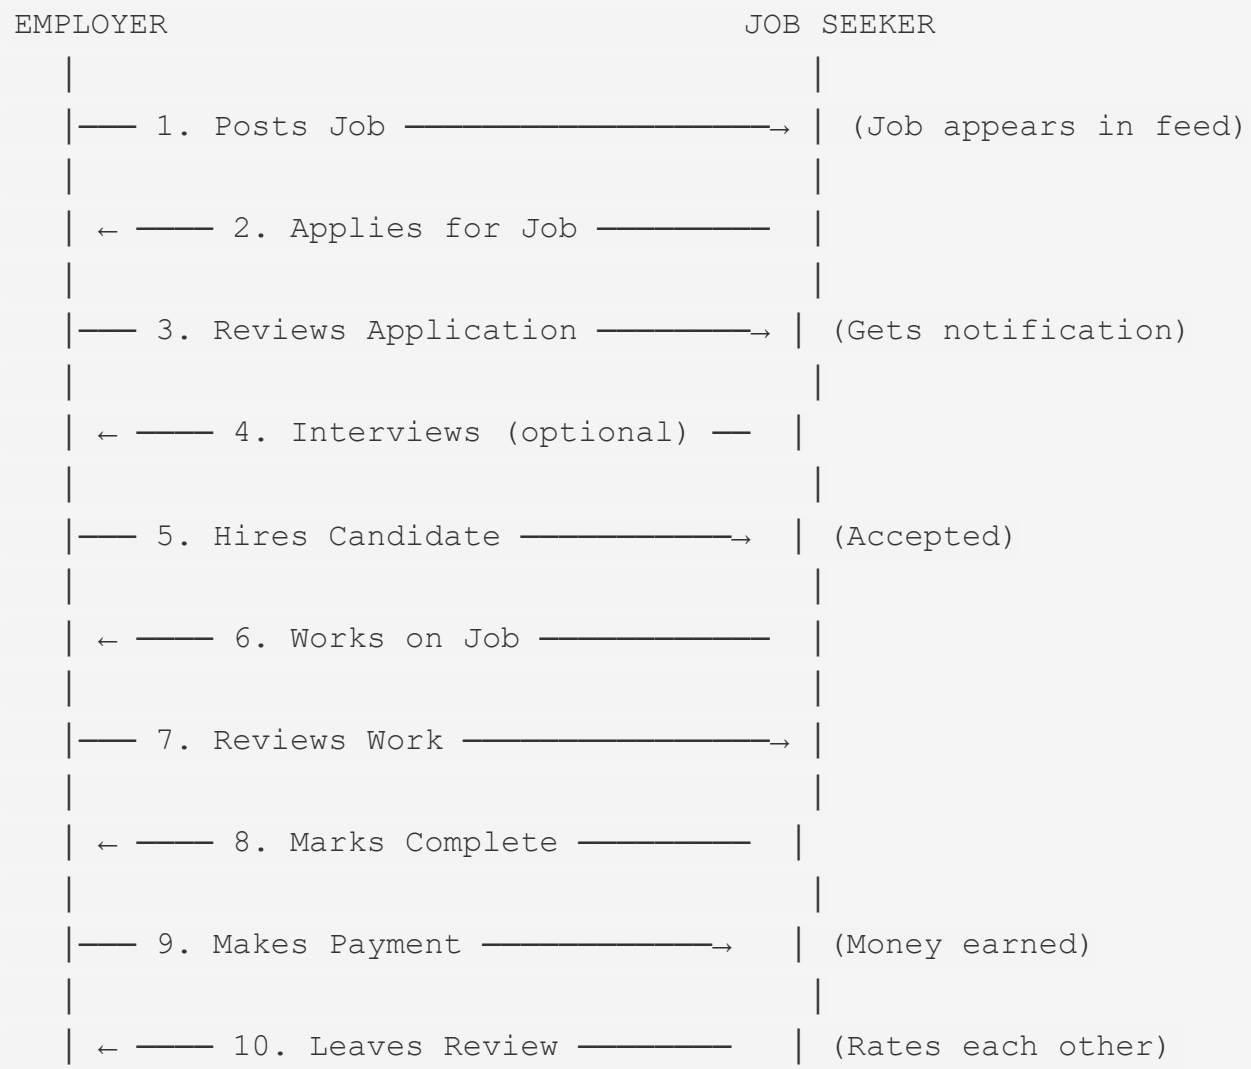 EMPLOYER JOB SEEKER
1. Posts Job → (Job appears in feed)
← 2. Applies for Job
3. Reviews Application → (Gets notification)
← 4. Interviews (optional)
5. Hires Candidate → (Accepted)
← 6. Works on Job
7. Reviews Work →
← 8. Marks Complete
9. Makes Payment → (Money earned)
← 10. Leaves Review (Rates each other)